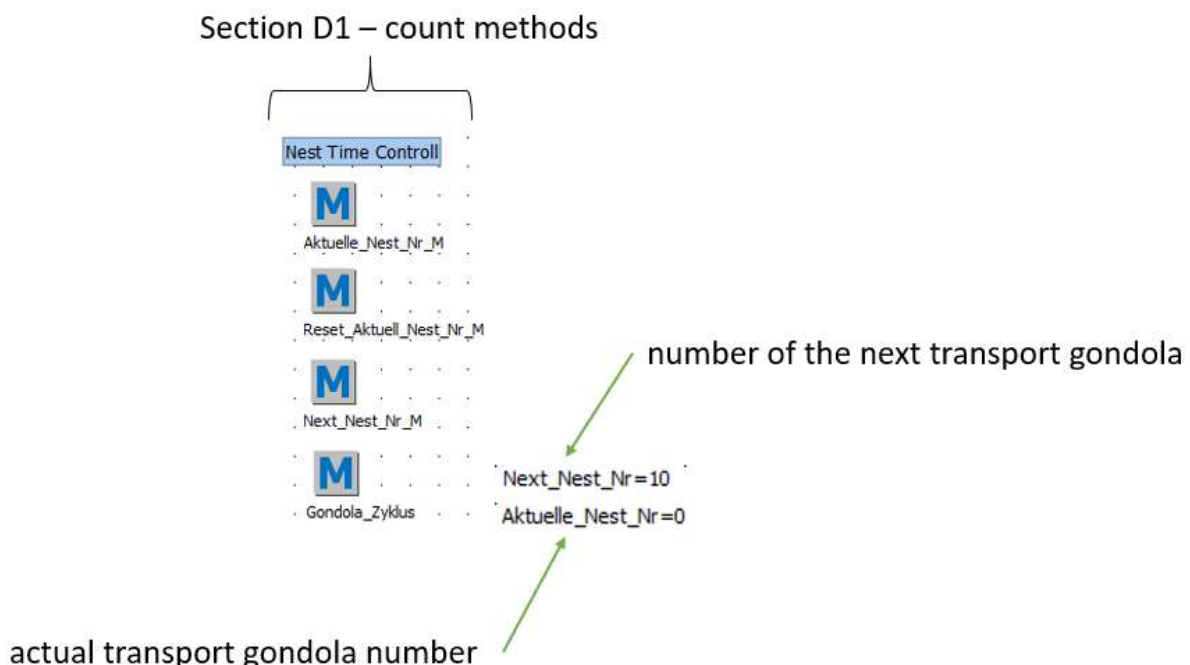 Section D1 – count methods
Nest Time Controll
M
Aktuelle_Nest_Nr_M
M
Reset_Aktuell_Nest_Nr_M
M
Next_Nest_Nr_M
M
Gondola_Zyklus
number of the next transport gondola
Next_Nest_Nr=10
Aktuelle_Nest_Nr=0
actual transport gondola number